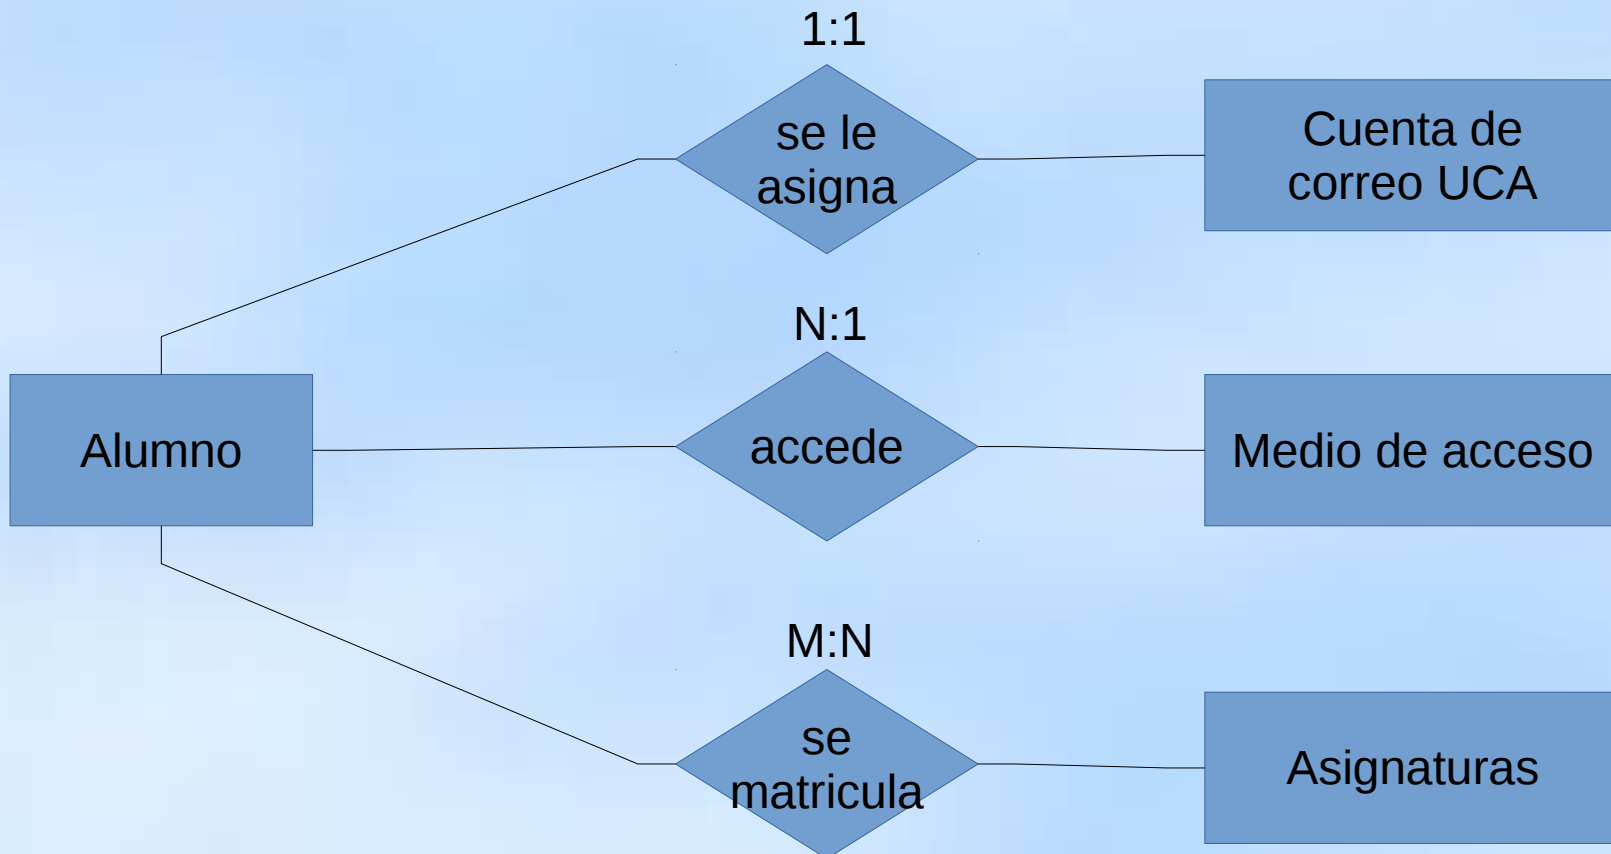 1:1
se le
asigna
Cuenta de
correo UCA
N:1
Alumno
accede
Medio de acceso
M:N
se
matricula
Asignaturas